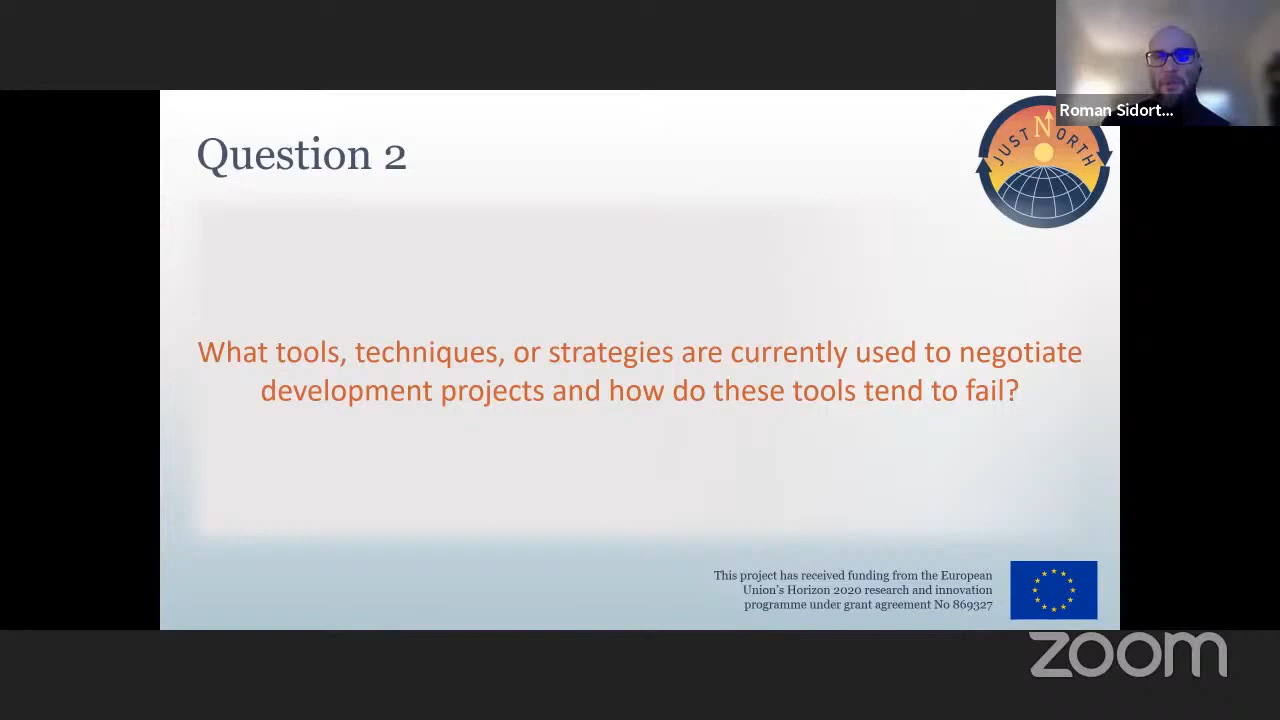 Roman Sidort...
Question 2
JUST NORTH
What tools, techniques, or strategies are currently used to negotiate
development projects and how do these tools tend to fail?
This project has received funding from the European
Union's Horizon 2020 research and innovation
programme under grant agreement No 869327
zoom